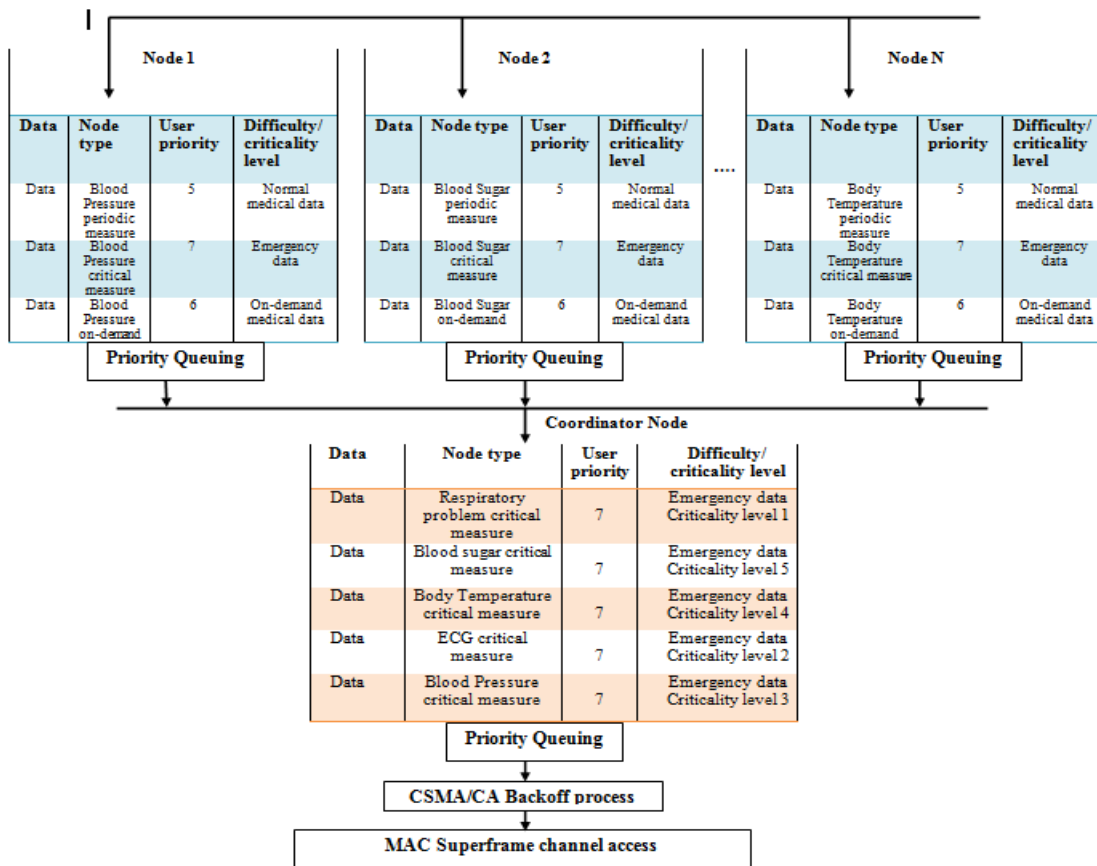 Node 1
Node 2
Node N
Data Node type User priority Difficulty/ criticality level
Data Blood Pressure periodic measure 5 Normal medical data
Data Blood Pressure critical measure 7 Emergency data
Data Blood Pressure on-demand 6 On-demand medical data
Priority Queuing
Data Node type User priority Difficulty/ criticality level
Data Blood Sugar periodic measure 5 Normal medical data
Data Blood Sugar critical measure 7 Emergency data
Data Blood Sugar on-demand 6 On-demand medical data
Priority Queuing
....
Data Node type User priority Difficulty/ criticality level
Data Body Temperature periodic measure 5 Normal medical data
Data Body Temperature critical measure 7 Emergency data
Data Body Temperature on-demand 6 On-demand medical data
Priority Queuing
Coordinator Node
Data Node type User priority Difficulty/ criticality level
Data Respiratory problem critical measure 7 Emergency data Criticality level 1
Data Blood sugar critical measure 7 Emergency data Criticality level 5
Data Body Temperature critical measure 7 Emergency data Criticality level 4
Data ECG critical measure 7 Emergency data Criticality level 2
Data Blood Pressure critical measure 7 Emergency data Criticality level 3
Priority Queuing
CSMA/CA Backoff process
MAC Superframe channel access